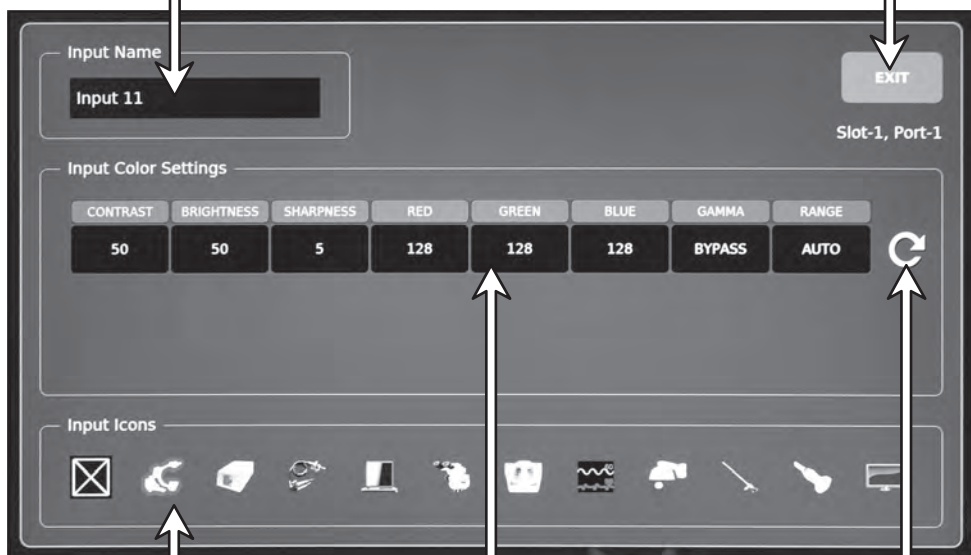 Input Name
EXIT
Input 11
Slot-1, Port-1
Input Color Settings
CONTRAST BRIGHTNESS SHARPNESS RED GREEN BLUE GAMMA RANGE
50 50 5 128 128 128 BYPASS AUTO
Input Icons